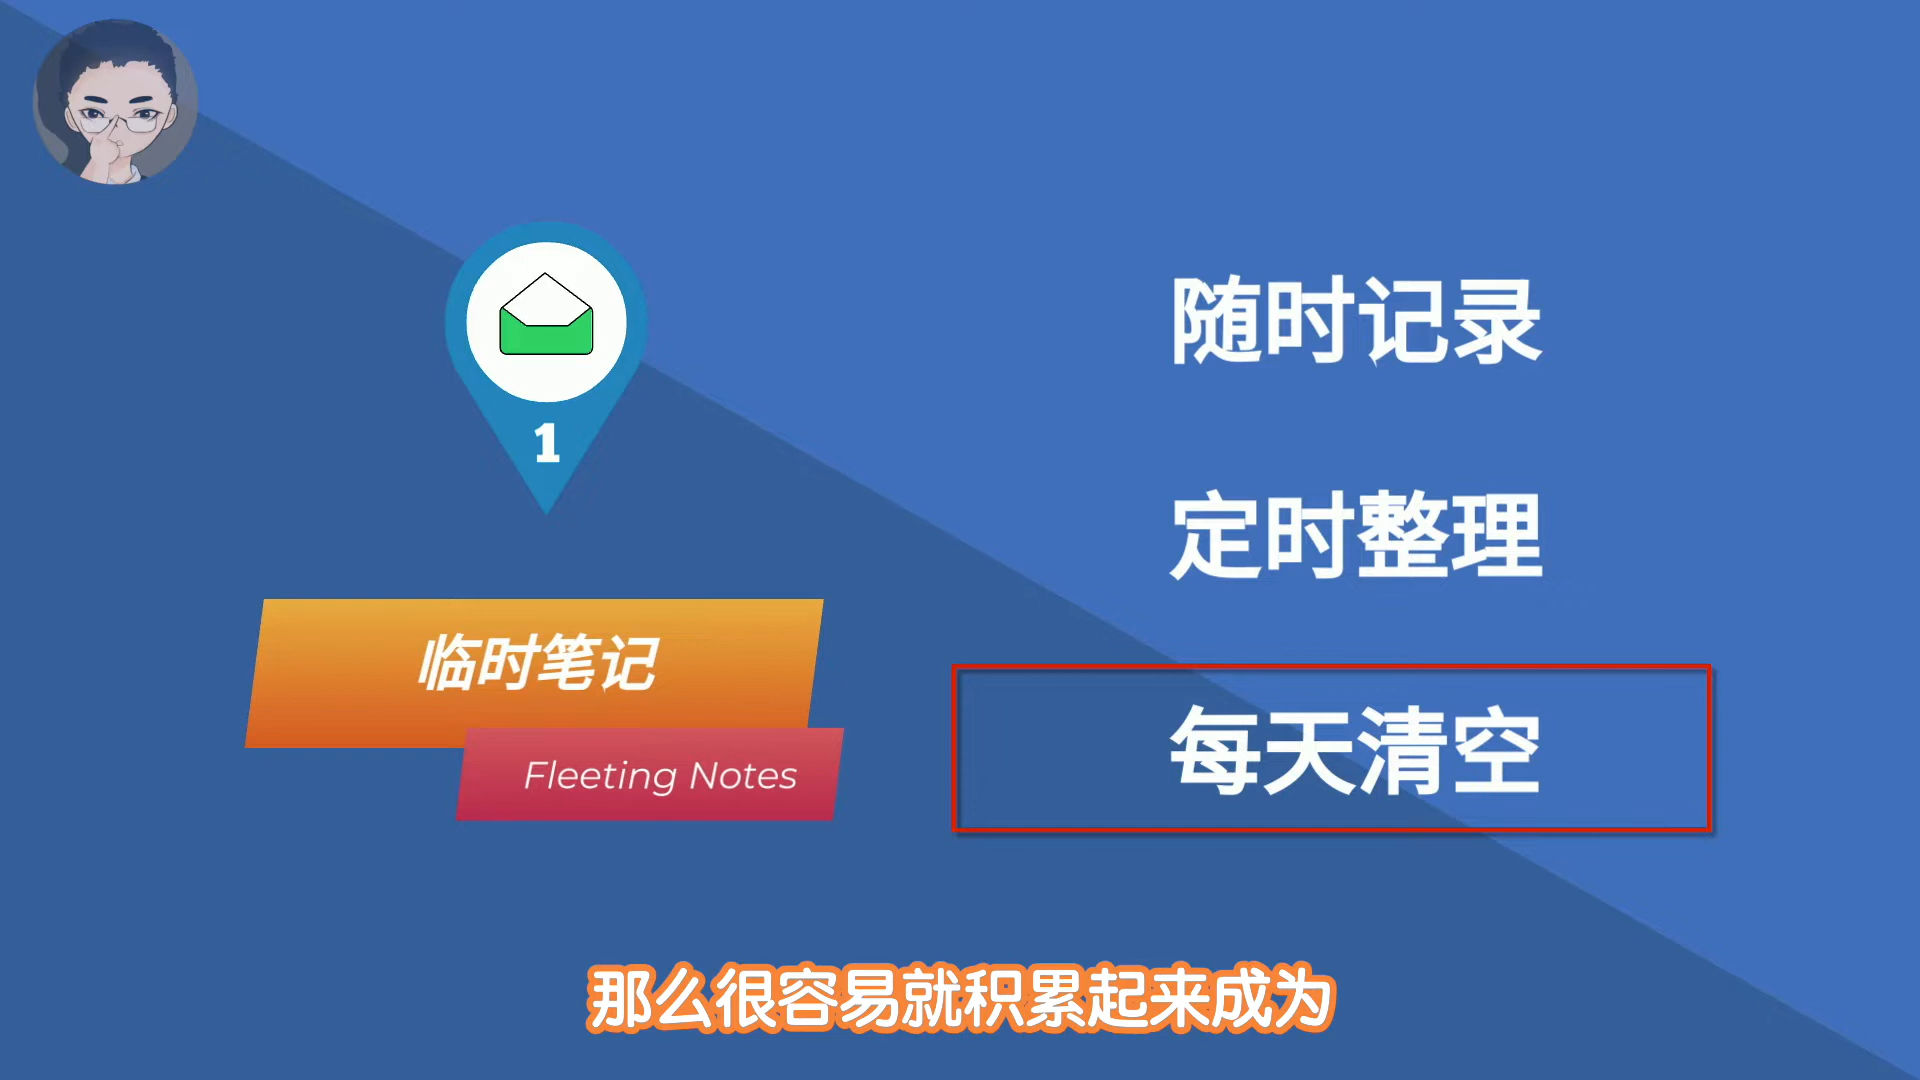 1
临时笔记
Fleeting Notes
随时记录
定时整理
每天清空
那么很容易就积累起来成为